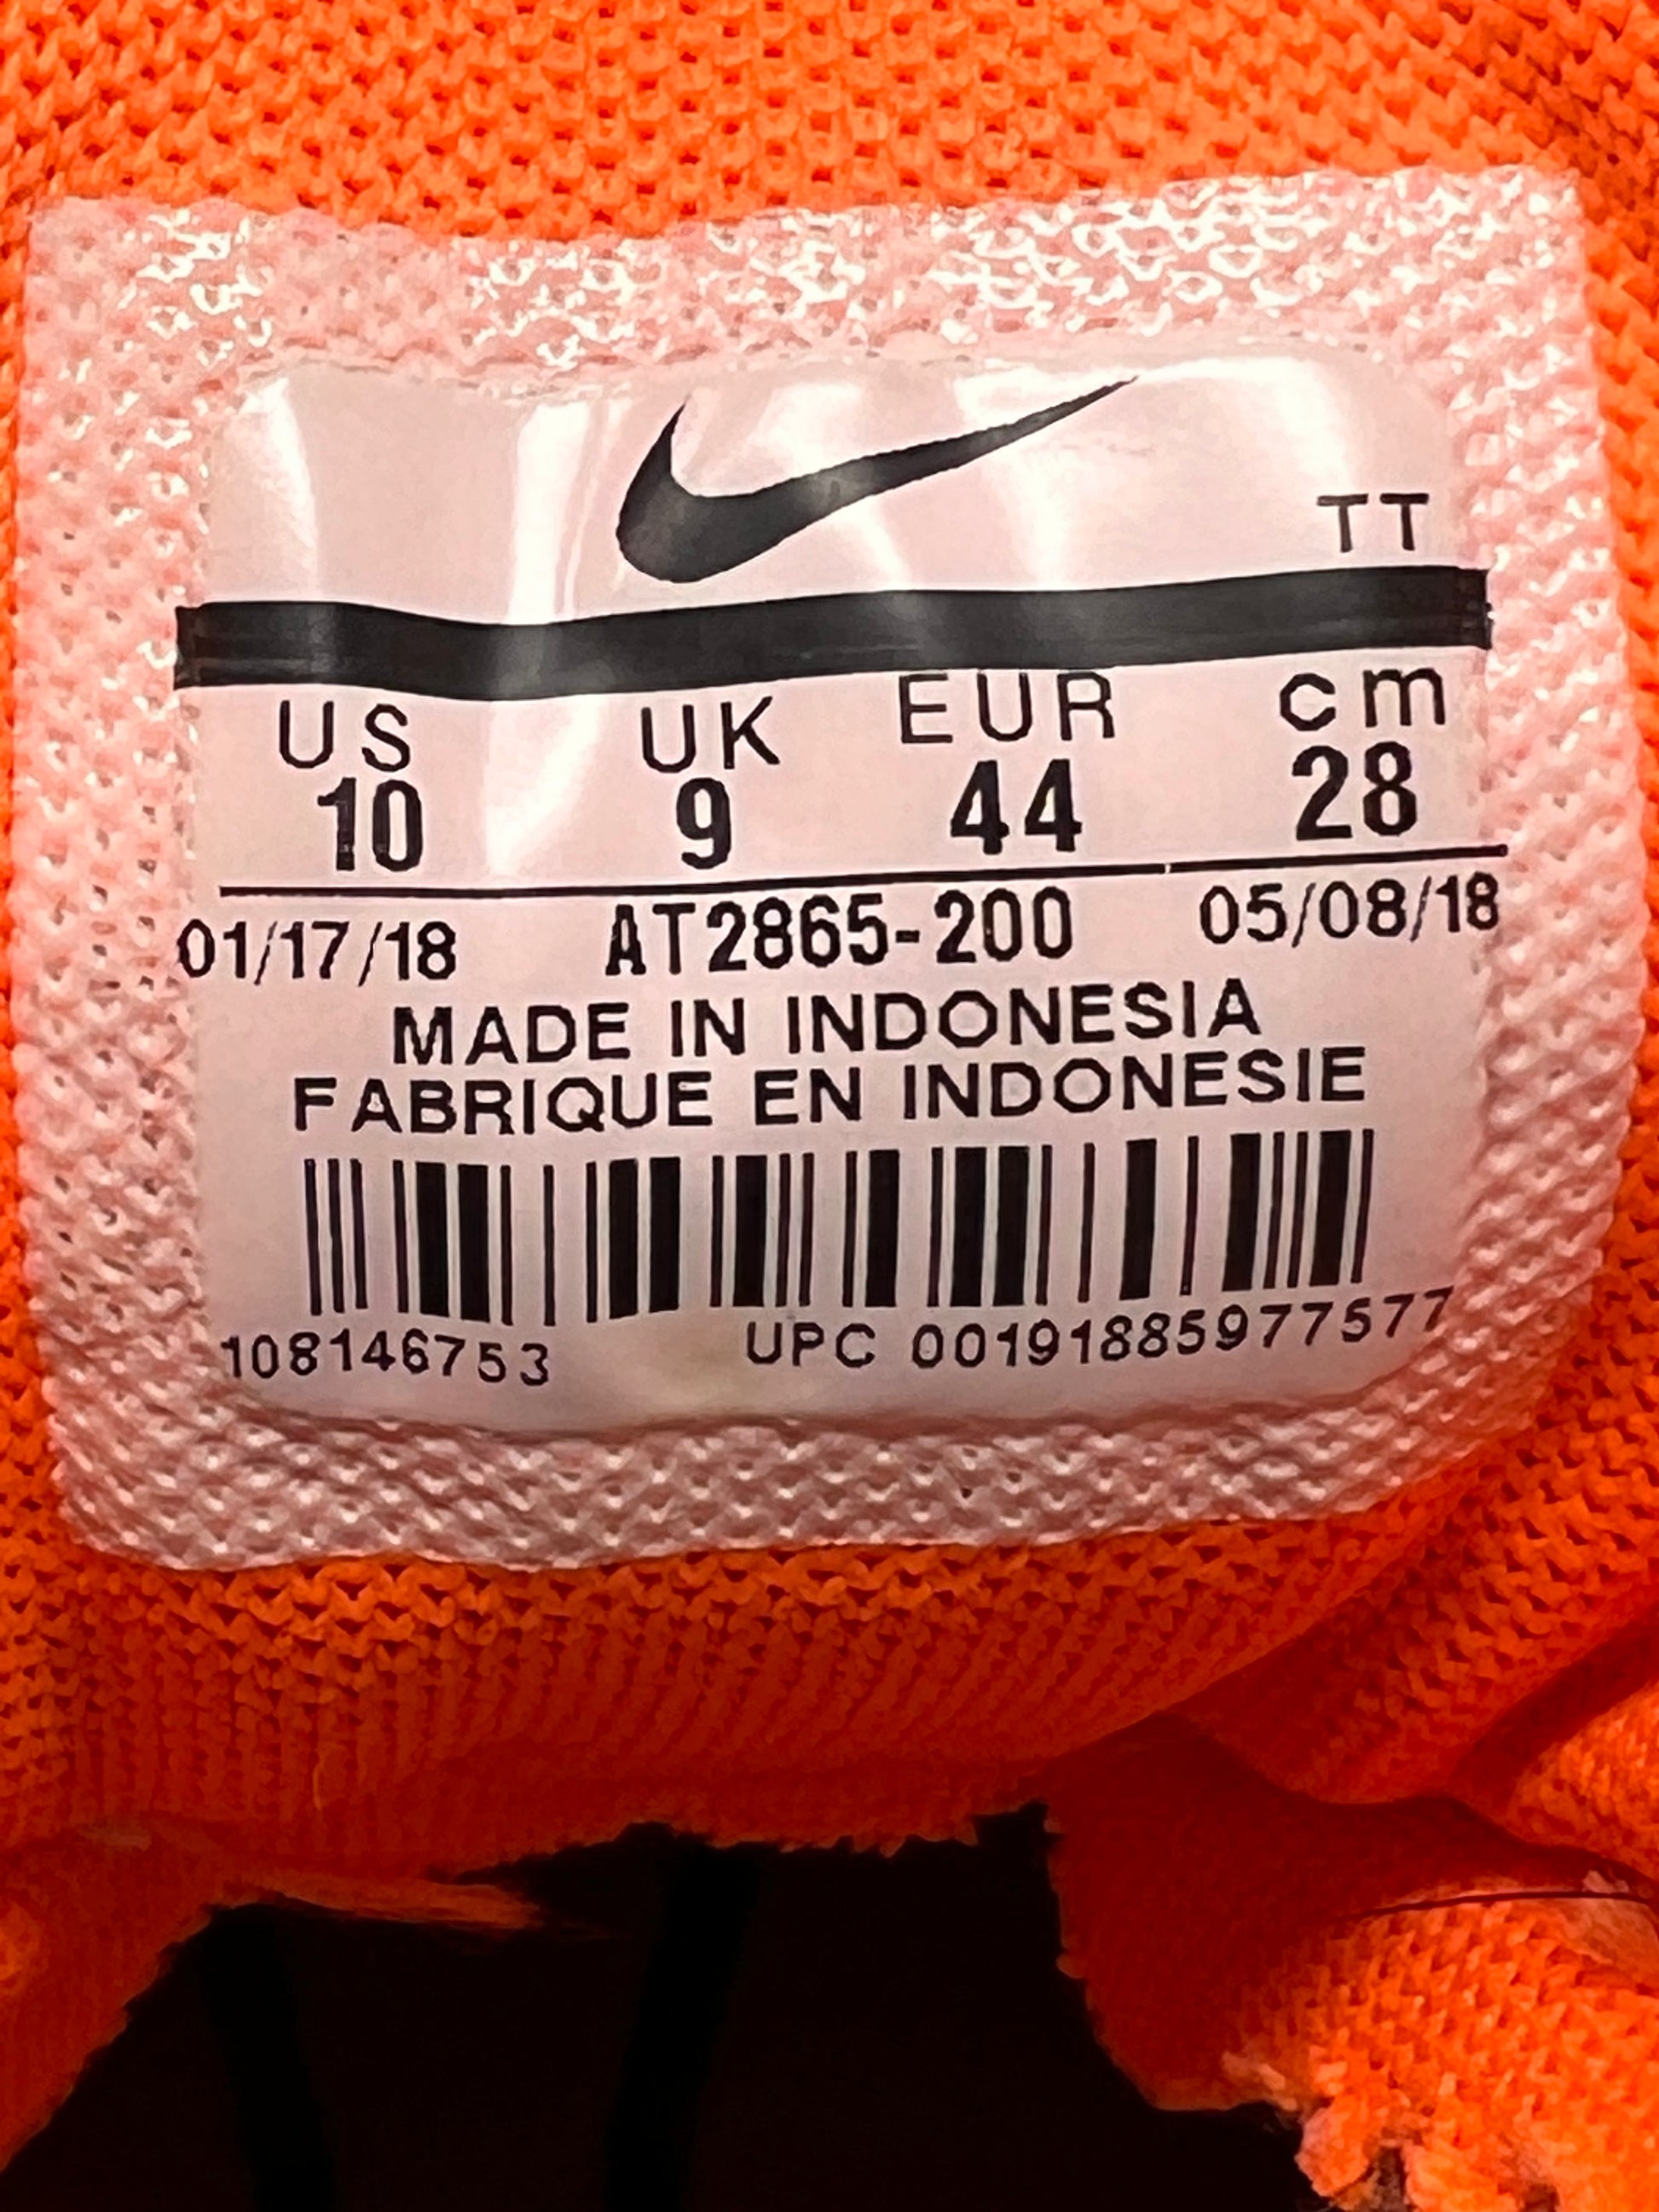 TT
US UK EUR cm
10 9 44 28
01/17/18 AT2865-200 05/08/18
MADE IN INDONESIA
FABRIQUE EN INDONESIE
108146753 UPC 00191885977577